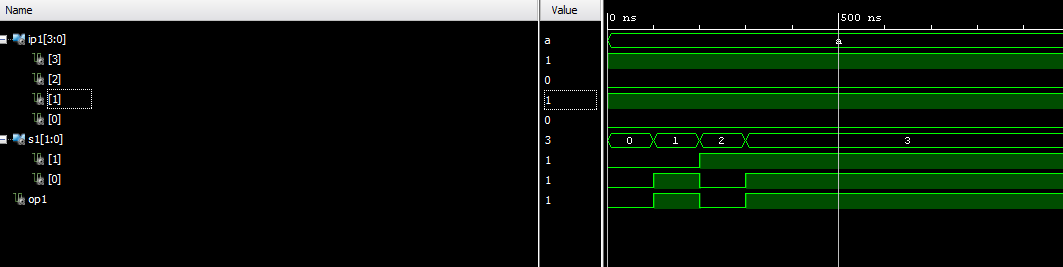 Name Value 0 ns 500 ns
ip1[3:0] a a
[3] 1
[2] 0
[1] 1
[0] 0
s1[1:0] 3 0 1 2 3
[1] 1
[0] 1
op1 1